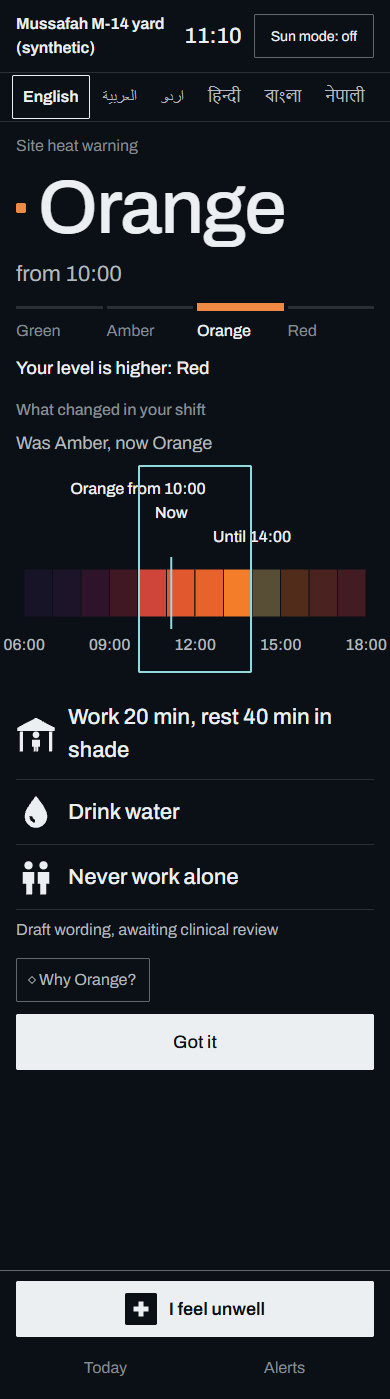 Mussafah M-14 yard
(synthetic)
11:10
Sun mode: off
English
العربية
اردو
हिन्दी
বাংলা
नेपाली
Site heat warning
Orange
from 10:00
Green
Amber
Orange
Red
Your level is higher: Red
What changed in your shift
Was Amber, now Orange
Orange from 10:00
Now
Until 14:00
06:00
09:00
12:00
15:00
18:00
Work 20 min, rest 40 min in
shade
Drink water
Never work alone
Draft wording, awaiting clinical review
Why Orange?
Got it
I feel unwell
Today
Alerts